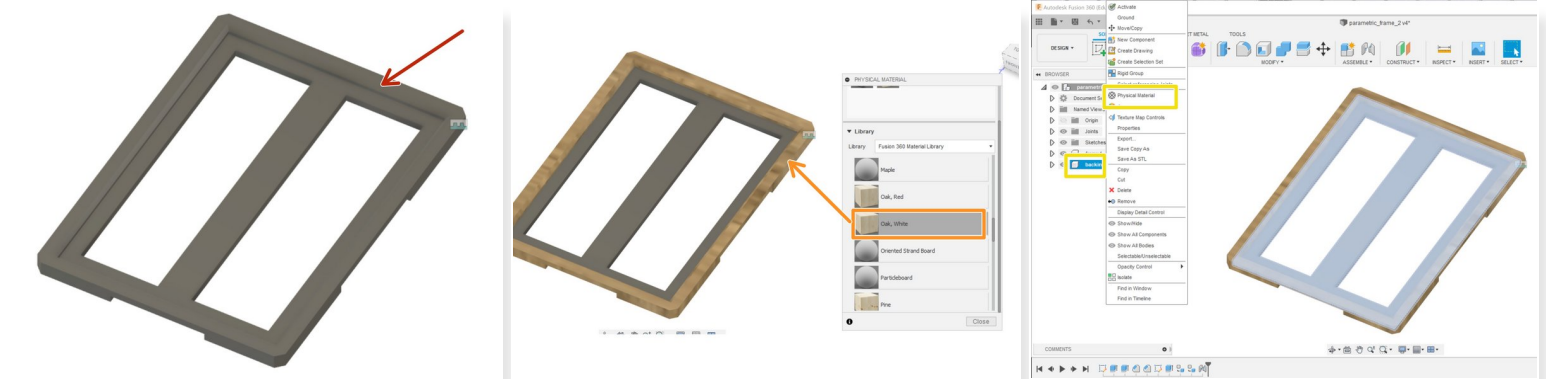 PHYSICAL MATERIAL
Library
Library Fusion 360 Material Library
Maple
Oak, Red
Oak, White
Oriented Strand Board
Particleboard
Pine
Close
Autodesk Fusion 360
parametric_frame_2 v4*
DESIGN
TOOLS
MODIFY
ASSEMBLE
CONSTRUCT
INSPECT
INSERT
SELECT
BROWSER
Document
Named View
Origin
Joints
Sketches
Activate
Ground
Move/Copy
New Component
Create Drawing
Create Selection Set
Rigid Group
Physical Material
Texture Map Controls
Properties
Export...
Save Copy As
Save As STL
Copy
Cut
Delete
Remove
Display Detail Control
Show/Hide
Show All Components
Show All Bodies
Selectable/Unselectable
Opacity Control
Isolate
Find in Window
Find in Timeline
COMMENTS